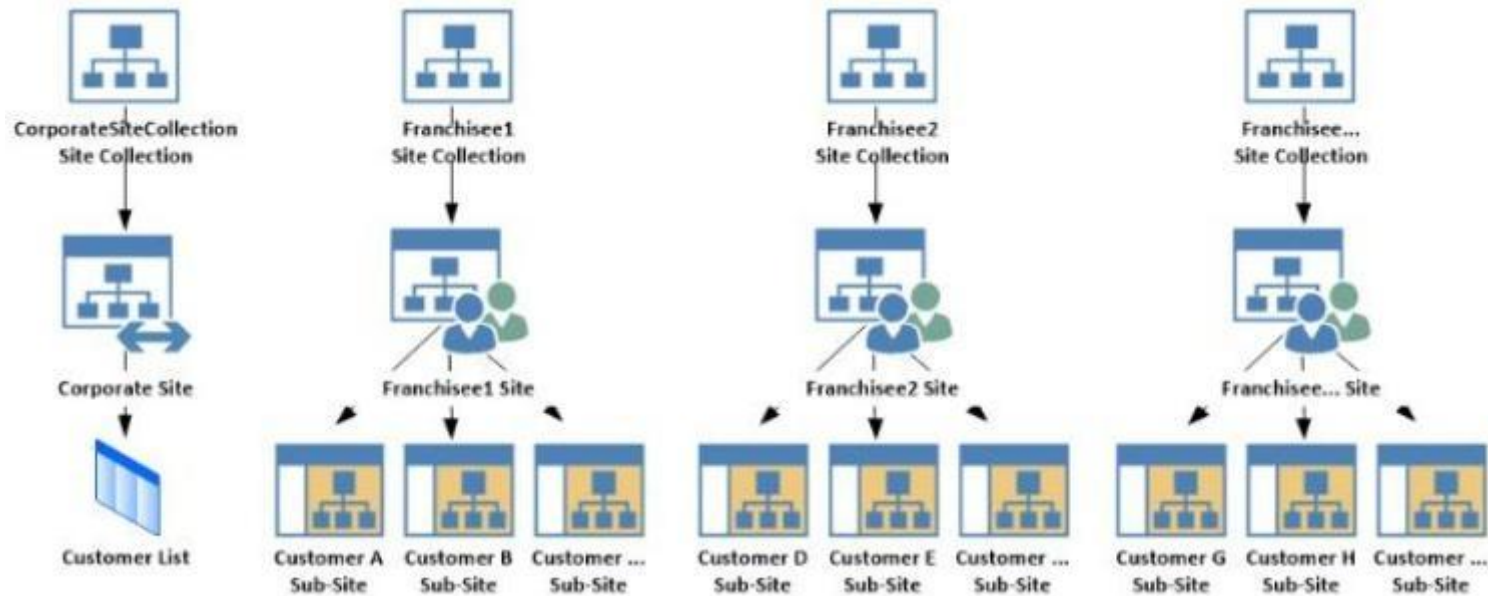 CorporateSiteCollection
Site Collection
Franchisee1
Site Collection
Franchisee2
Site Collection
Franchisee...
Site Collection
Corporate Site
Franchisee1 Site
Franchisee2 Site
Franchisee... Site
Customer List
Customer A
Sub-Site
Customer B
Sub-Site
Customer ...
Sub-Site
Customer D
Sub-Site
Customer E
Sub-Site
Customer ...
Sub-Site
Customer G
Sub-Site
Customer H
Sub-Site
Customer ...
Sub-Site